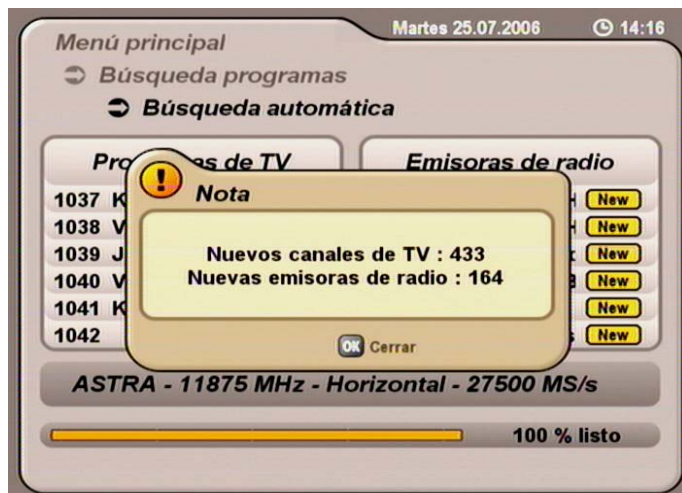 Martes 25.07.2006 14:16
Menú principal
Búsqueda programas
Búsqueda automática
Emisoras de radio
Nota
Nuevos canales de TV : 433
Nuevas emisoras de radio : 164
OK Cerrar
de TV
1037 K New
1038 V New
1039 J New
1040 V New
1041 K New
1042 New
ASTRA - 11875 MHz - Horizontal - 27500 MS/s
100 % listo